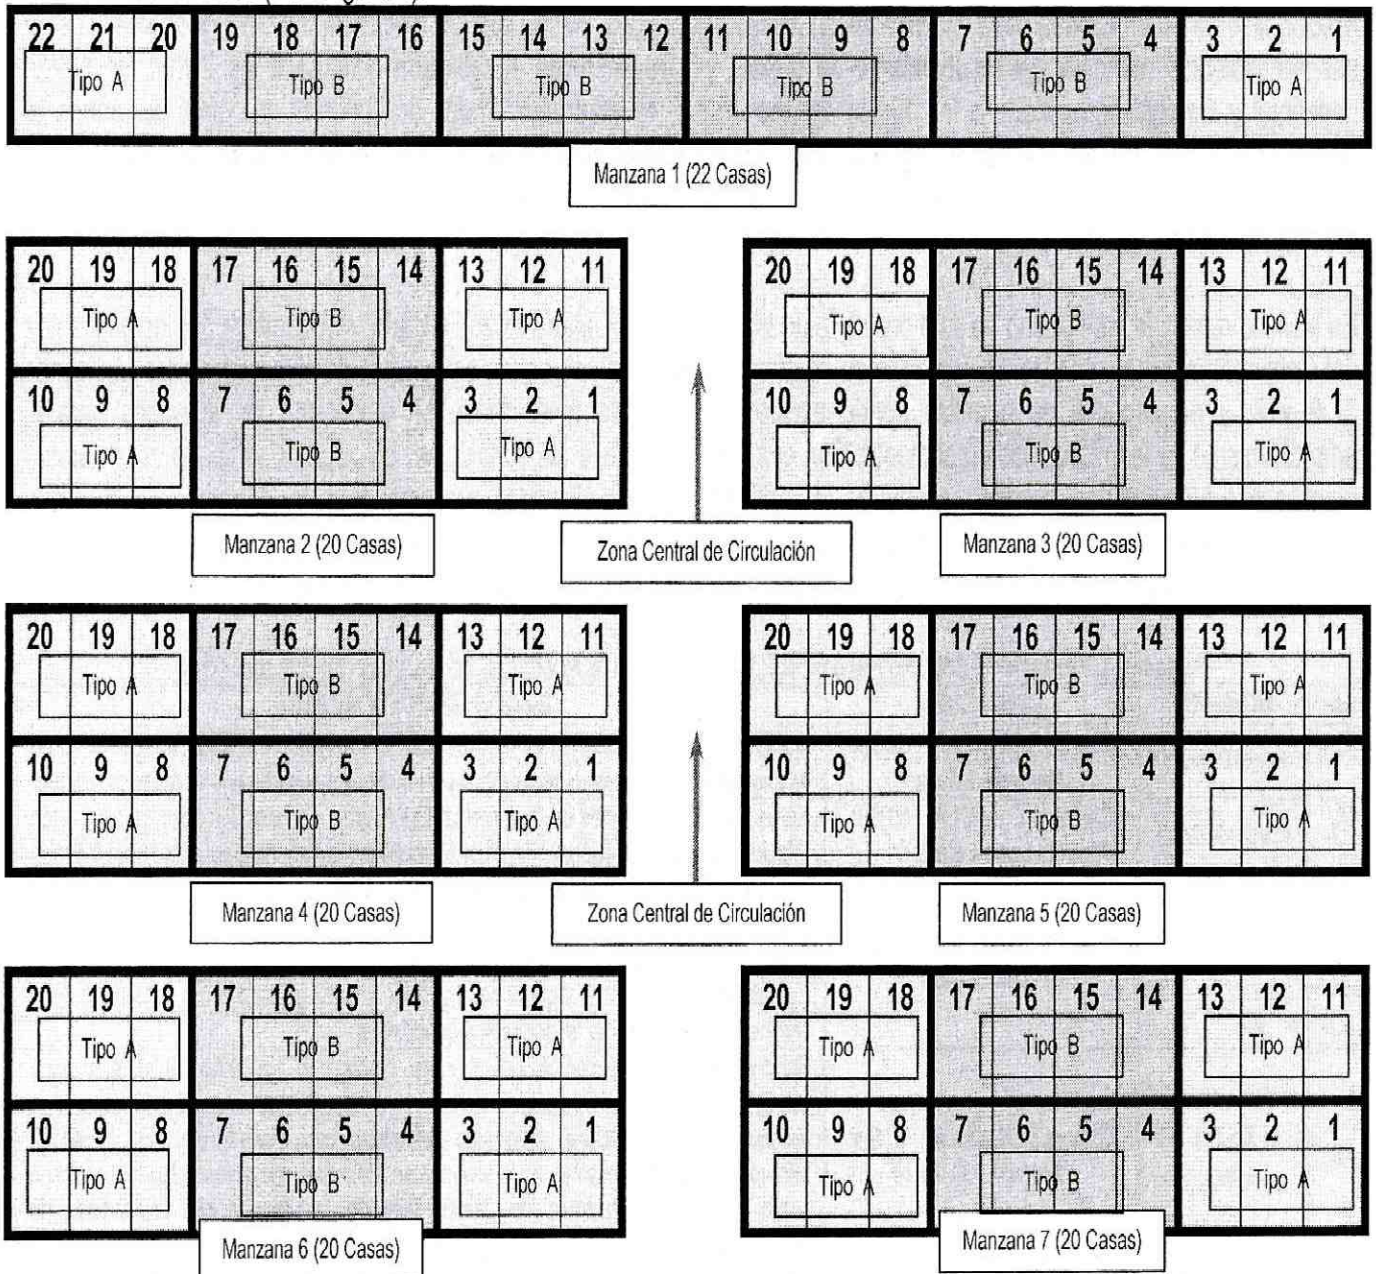 22 21 20 19 18 17 16 15 14 13 12 11 10 9 8 7 6 5 4 3 2 1
Tipo A Tipo B Tipo B Tipo B Tipo B Tipo A
Manzana 1 (22 Casas)
20 19 18 17 16 15 14 13 12 11
Tipo A Tipo B Tipo A
10 9 8 7 6 5 4 3 2 1
Tipo A Tipo B Tipo A
Manzana 2 (20 Casas)
20 19 18 17 16 15 14 13 12 11
Tipo A Tipo B Tipo A
10 9 8 7 6 5 4 3 2 1
Tipo A Tipo B Tipo A
Manzana 3 (20 Casas)
Zona Central de Circulación
20 19 18 17 16 15 14 13 12 11
Tipo A Tipo B Tipo A
10 9 8 7 6 5 4 3 2 1
Tipo A Tipo B Tipo A
Manzana 4 (20 Casas)
20 19 18 17 16 15 14 13 12 11
Tipo A Tipo B Tipo A
10 9 8 7 6 5 4 3 2 1
Tipo A Tipo B Tipo A
Manzana 5 (20 Casas)
Zona Central de Circulación
20 19 18 17 16 15 14 13 12 11
Tipo A Tipo B Tipo A
10 9 8 7 6 5 4 3 2 1
Tipo A Tipo B Tipo A
Manzana 6 (20 Casas)
20 19 18 17 16 15 14 13 12 11
Tipo A Tipo B Tipo A
10 9 8 7 6 5 4 3 2 1
Tipo A Tipo B Tipo A
Manzana 7 (20 Casas)